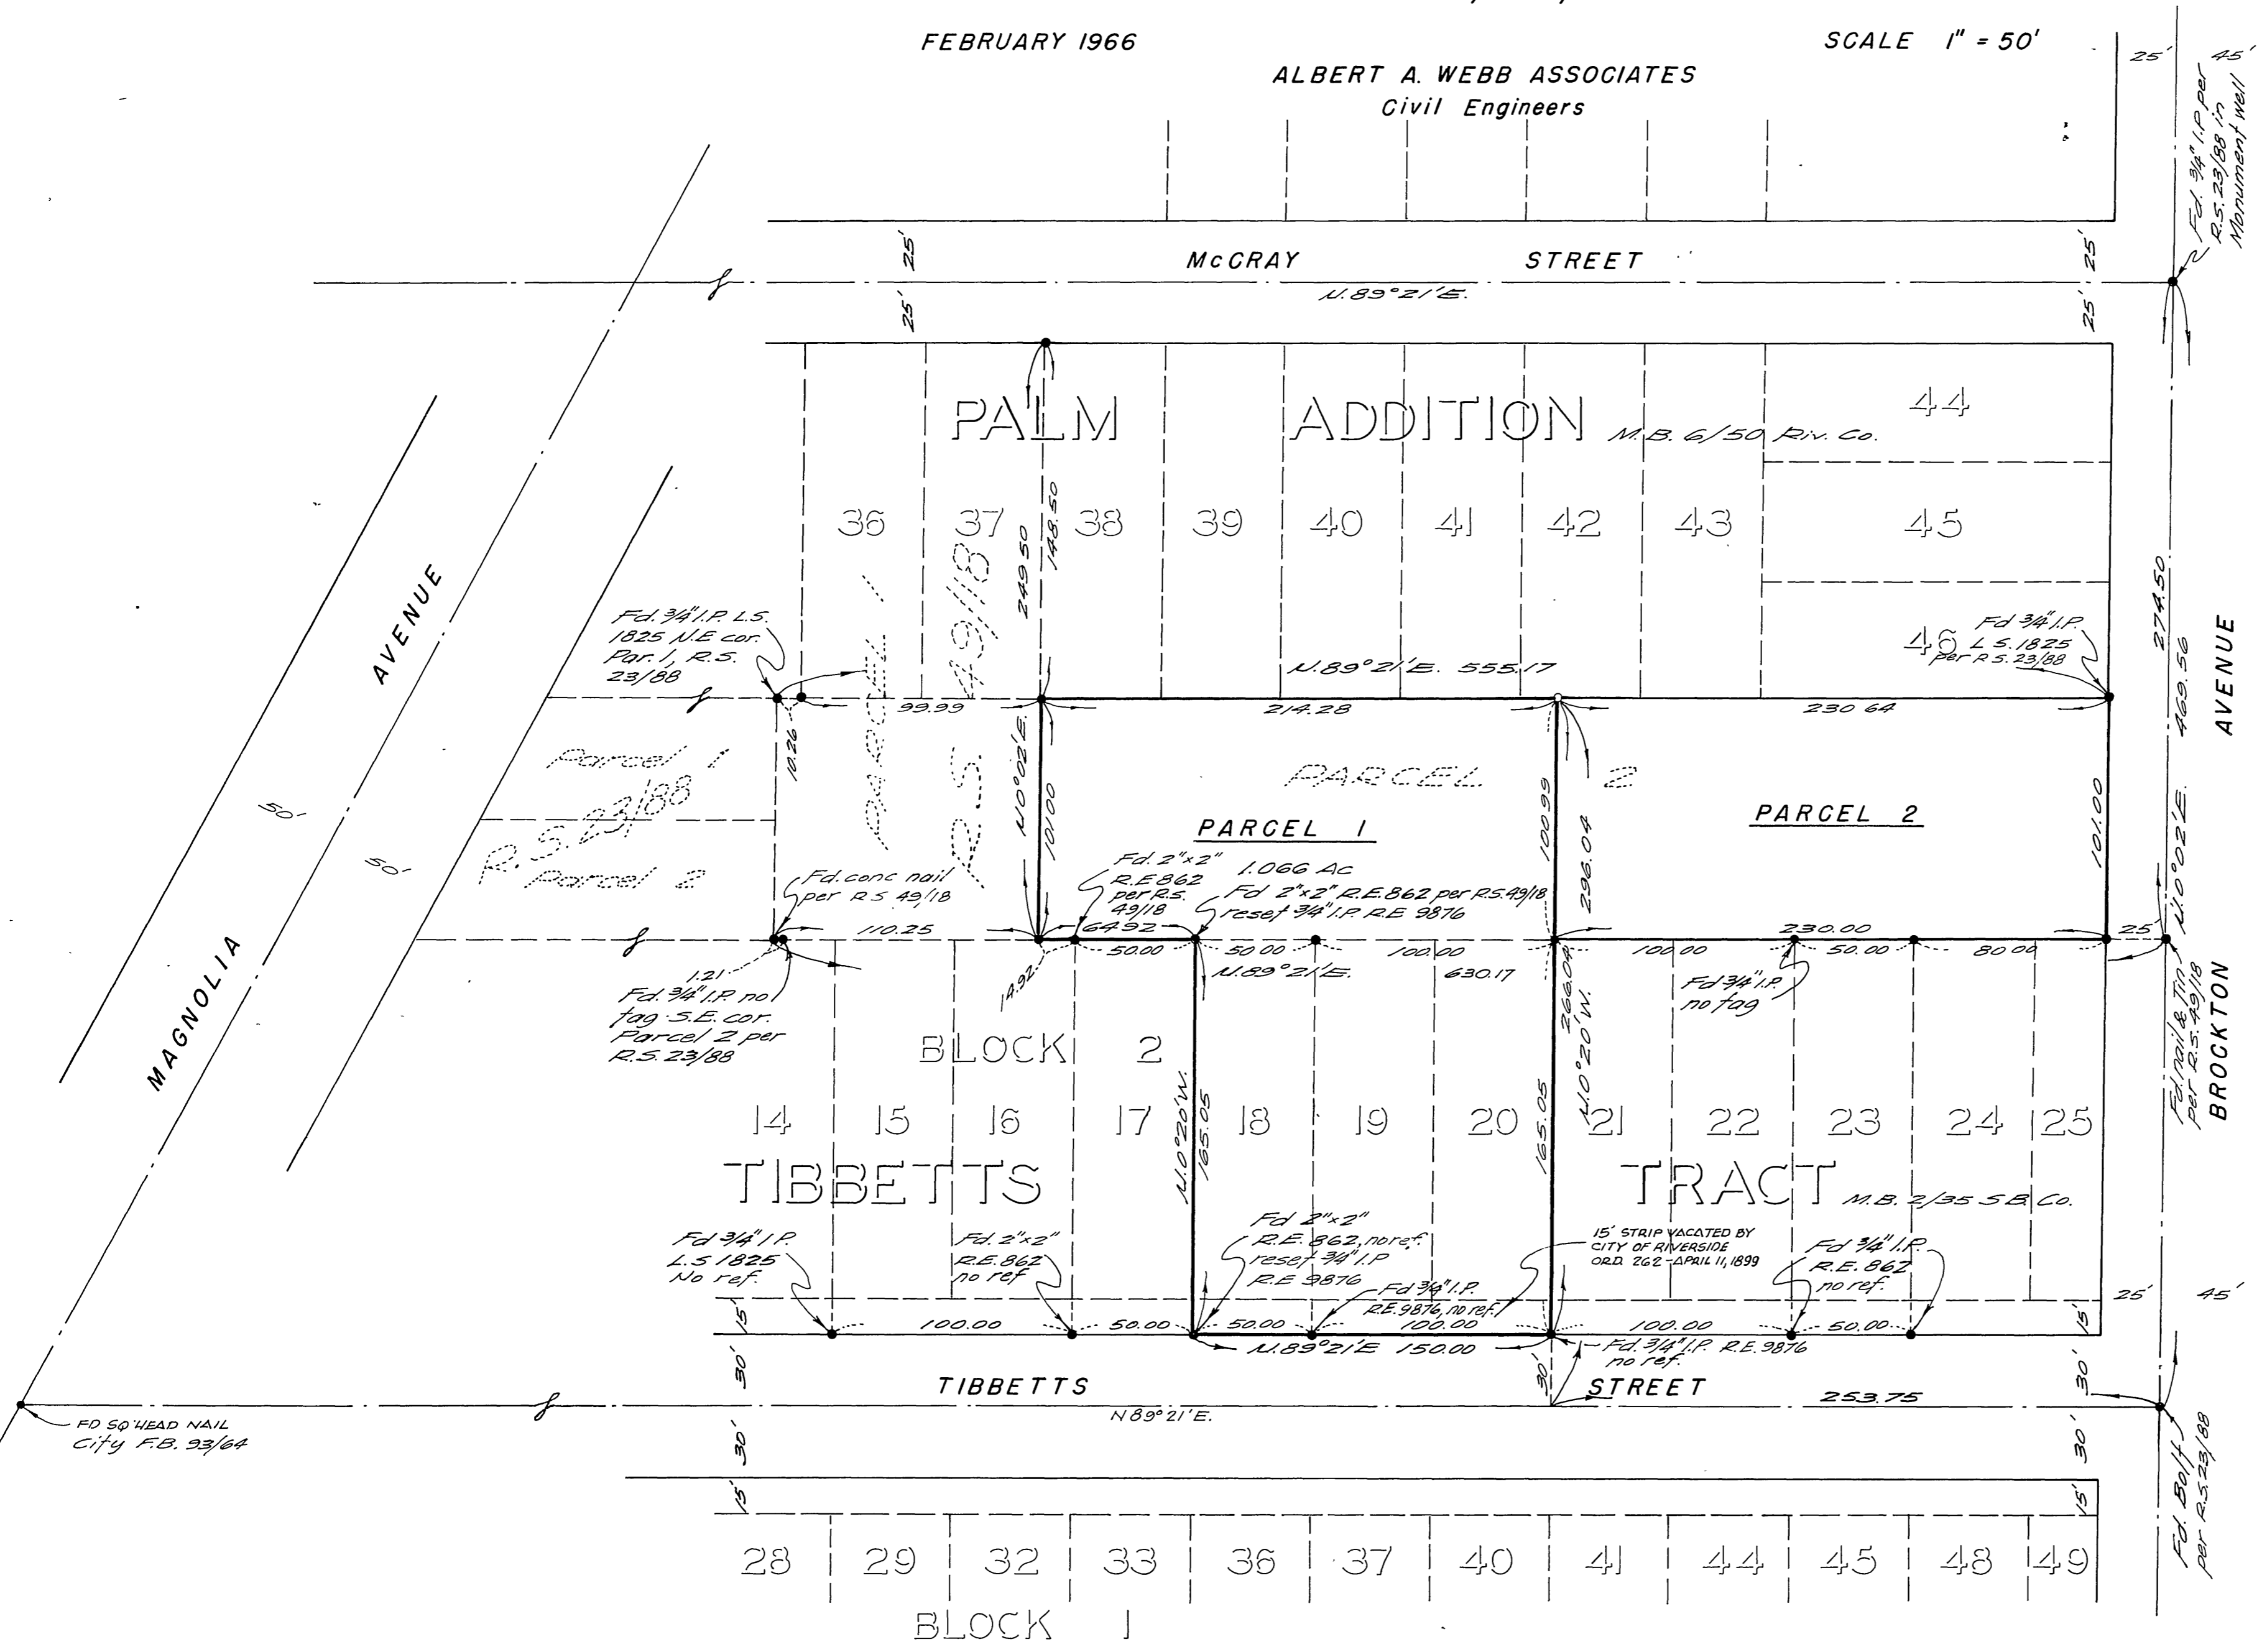 FEBRUARY 1966
SCALE 1" = 50'
ALBERT A. WEBB ASSOCIATES
Civil Engineers
25'
45'
Fd. 3/4" I.P. per
R.S. 23/88 in
Monument well
25'
25'
McCRAY STREET
N.89°21'E.
25'
25'
PALM ADDITION M.B. 6/50 Riv. Co.
44
36
37
38
39
40
41
42
43
45
46
249.50
148.50
PARCEL 1
R S 49/18
Fd. 3/4" I.P. L.S.
1825 N.E cor.
Par. 1, R.S.
23/88
N.89°21'E. 555.17
Fd 3/4" I.P.
L.S. 1825
per R.S. 23/88
274.50
469.56
N.0°02'E.
AVENUE
BROCKTON
99.99
214.28
230.64
10.26
N.0°02'E.
101.00
Parcel 1
R.S. 23/88
Parcel 2
50'
50'
MAGNOLIA
AVENUE
PARCEL 2
PARCEL 1
1.066 Ac
PARCEL 2
100.99
296.04
101.00
Fd. conc nail
per R S 49/18
Fd. 2"x2"
R.E 862
per R.S.
49/18
Fd 2"x2" R.E. 862 per R.S. 49/18
reset 3/4" I.P. R.E 9876
110.25
64.92
230.00
25'
50.00
50.00
100.00
100.00
50.00
80.00
1.21
14.92
N.89°21'E.
630.17
Fd. 3/4" I.P. no
tag S.E. cor.
Parcel 2 per
R.S. 23/88
Fd 3/4" I.P.
no tag
Fd. nail & Tin
per R.S. 49/18
266.04
N.0°20'W.
BLOCK 2
14
15
16
17
18
19
20
21
22
23
24
25
N.0°20'W.
165.05
165.05
TIBBETTS TRACT M.B. 2/35 S B. Co.
Fd 3/4" I P.
L.S 1825
No ref.
Fd. 2"x2"
R.E. 862
no ref
Fd 2"x2"
R.E. 862, no ref.
reset 3/4" I.P
R.E 9876
Fd 3/4" I.P.
R.E. 9876, no ref.
15' STRIP VACATED BY
CITY OF RIVERSIDE
ORD. 262 - APRIL 11, 1899
Fd 3/4" I.P.
R.E. 862
no ref.
25'
45'
15'
100.00
50.00
50.00
100.00
100.00
50.00
15'
N.89°21'E 150.00
Fd. 3/4" I.P. R.E. 9876
no ref.
30'
30'
30'
TIBBETTS STREET
253.75
N 89°21'E.
FD SQ HEAD NAIL
City F.B. 93/64
30'
30'
15'
15'
Fd. Bolt
per R.S. 23/88
28
29
32
33
36
37
40
41
44
45
48
49
BLOCK 1